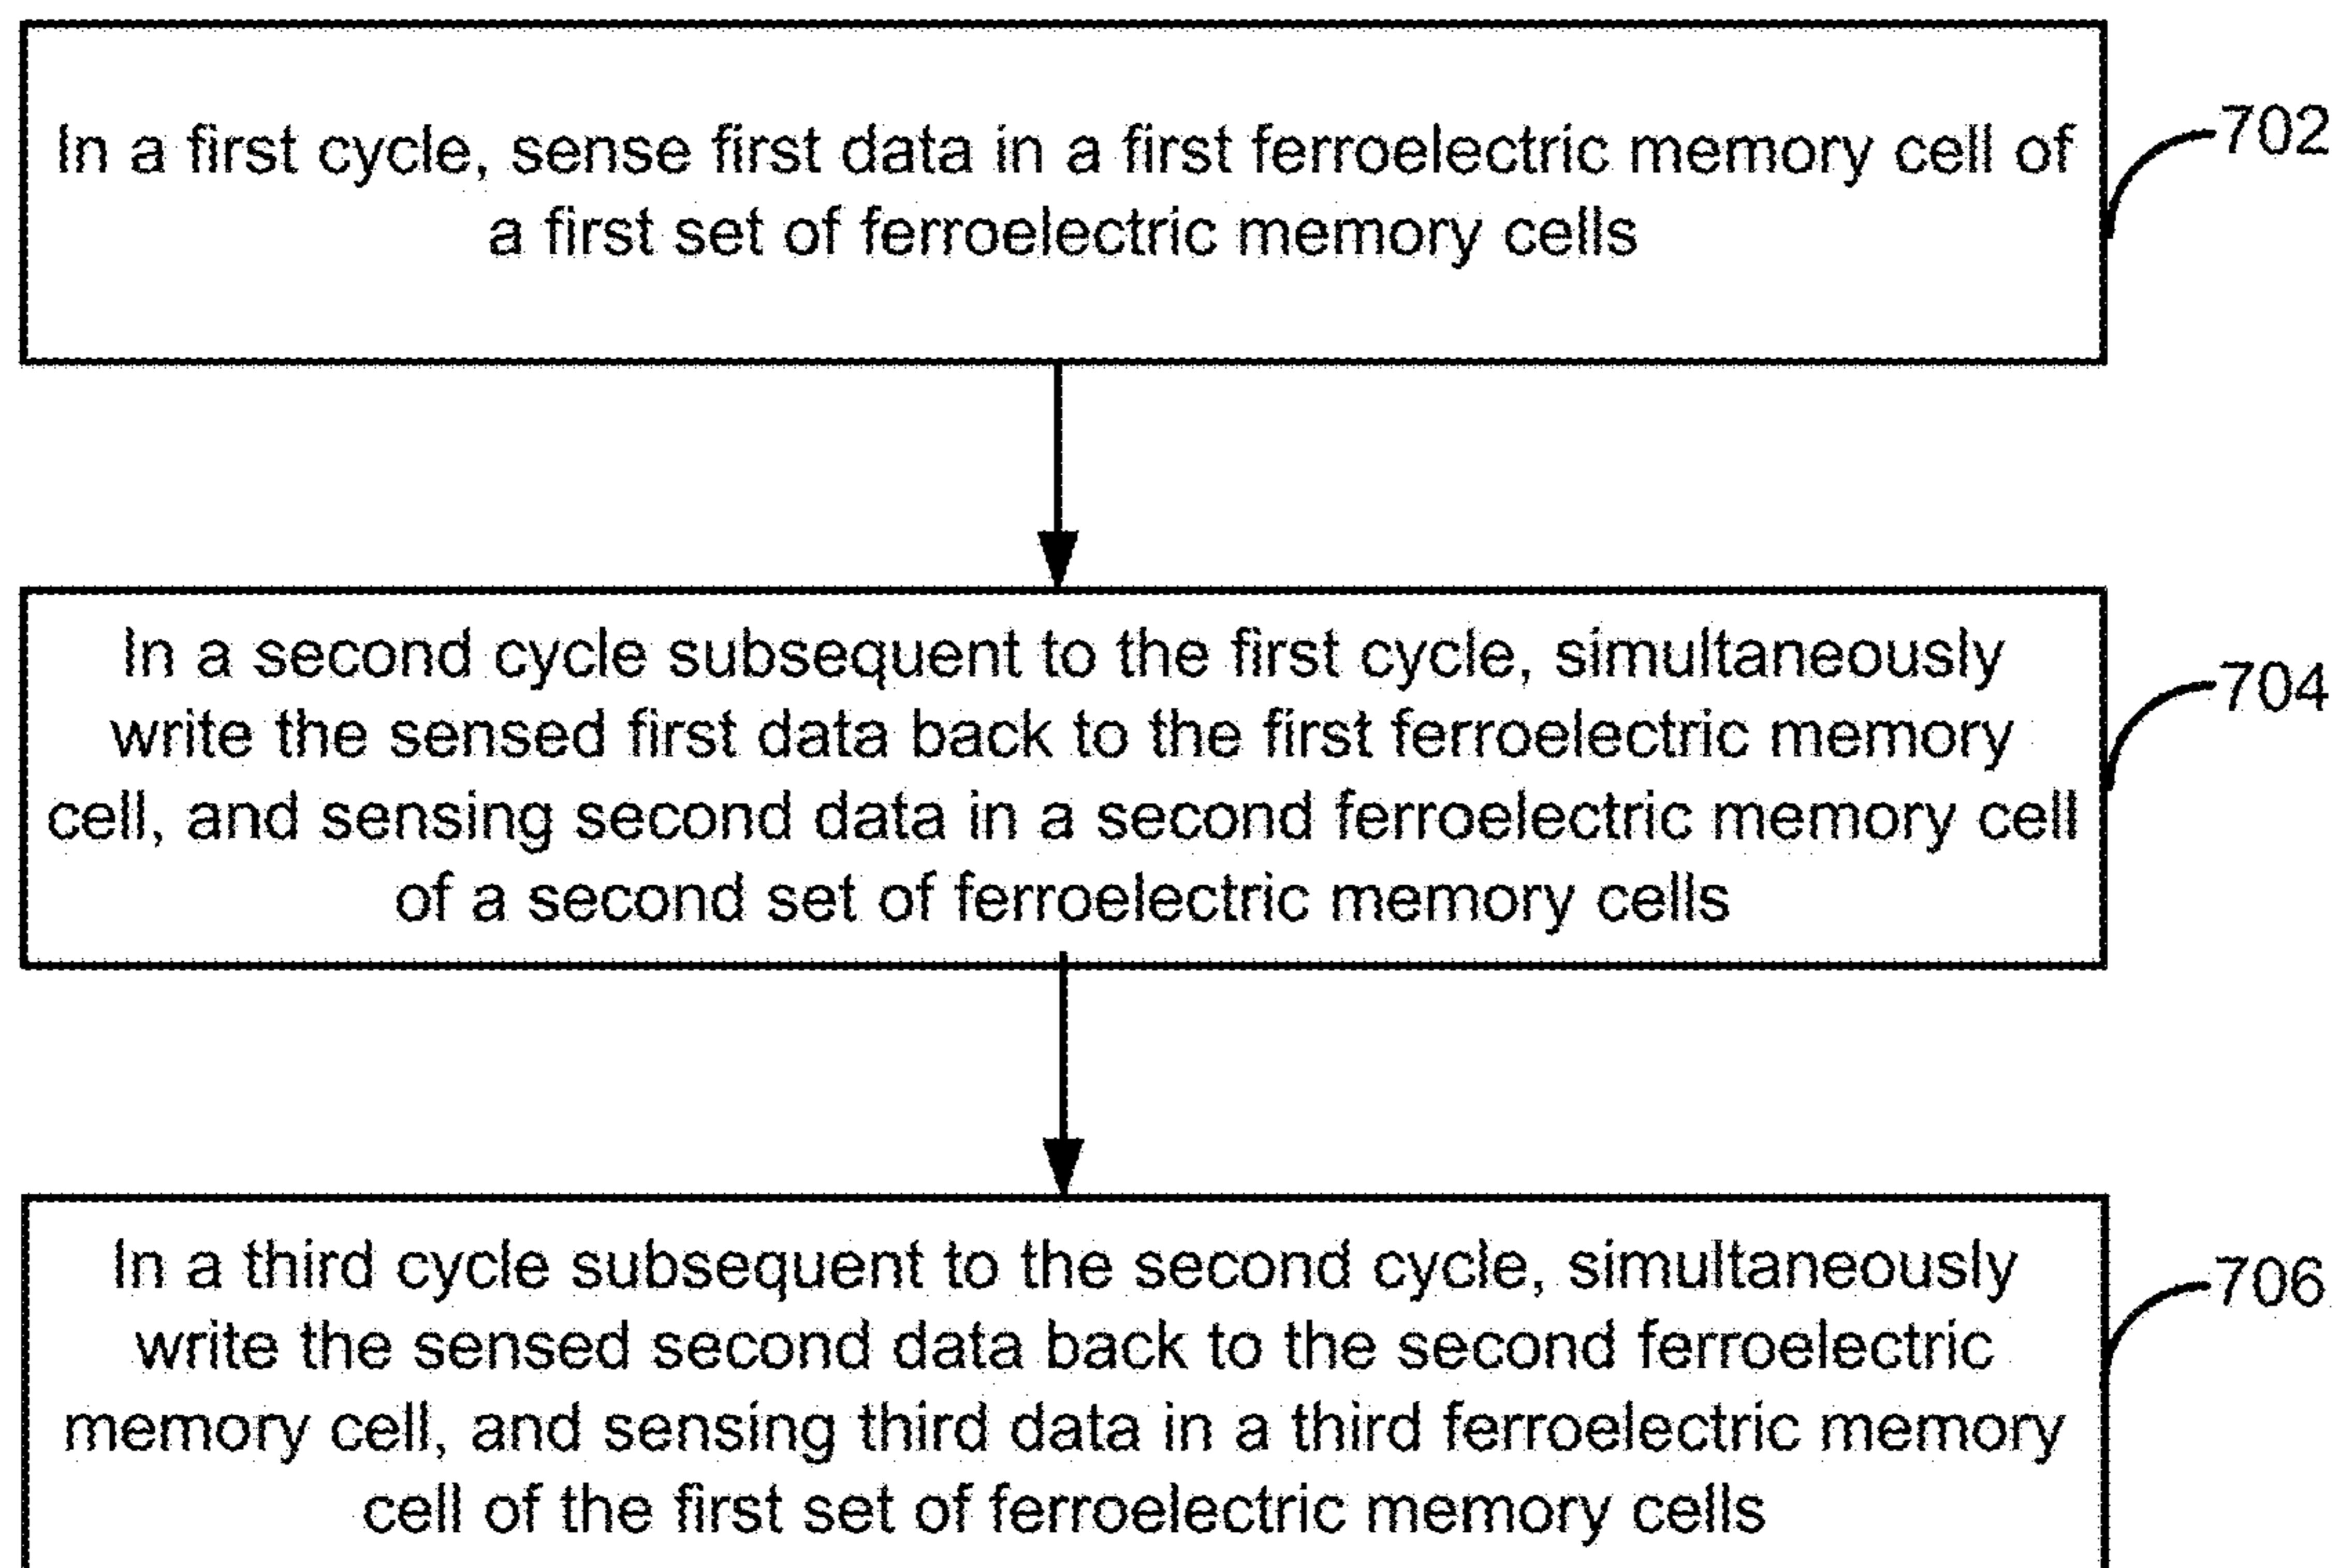 In a first cycle, sense first data in a first ferroelectric memory cell of
a first set of ferroelectric memory cells
702
In a second cycle subsequent to the first cycle, simultaneously
write the sensed first data back to the first ferroelectric memory
cell, and sensing second data in a second ferroelectric memory cell
of a second set of ferroelectric memory cells
704
In a third cycle subsequent to the second cycle, simultaneously
write the sensed second data back to the second ferroelectric
memory cell, and sensing third data in a third ferroelectric memory
cell of the first set of ferroelectric memory cells
706